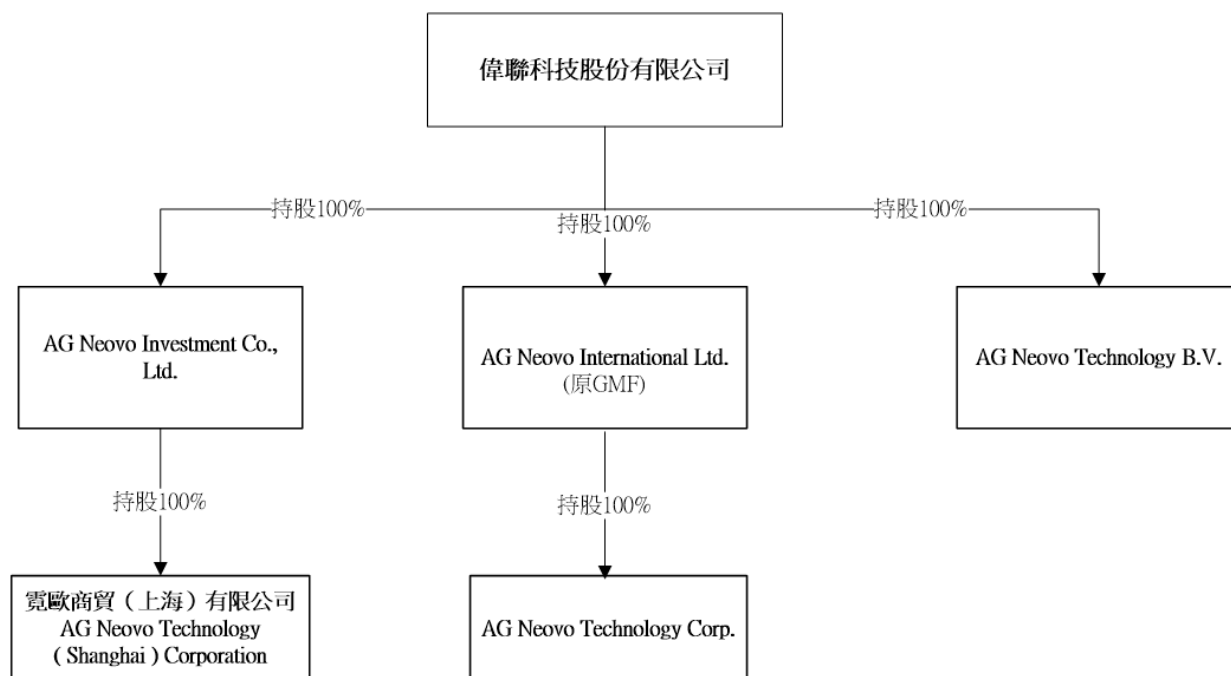 偉聯科技股份有限公司
持股100%
持股100%
持股100%
AG Neovo Investment Co.,
Ltd.
AG Neovo International Ltd.
(原GMF)
AG Neovo Technology B.V.
持股100%
持股100%
霓歐商貿（上海）有限公司
AG Neovo Technology
( Shanghai ) Corporation
AG Neovo Technology Corp.